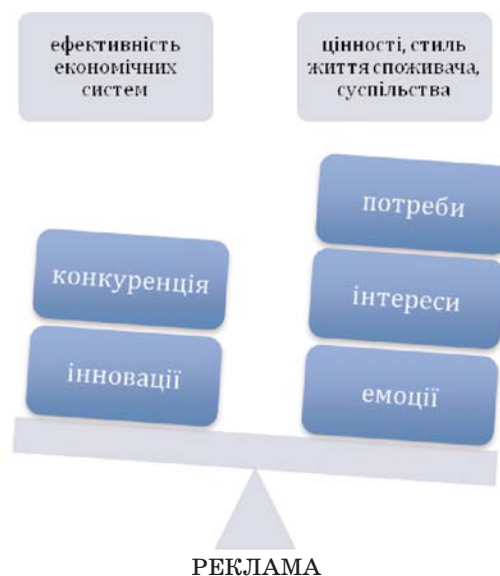 ефективність
економічних
систем
цінності, стиль
життя споживача,
суспільства
потреби
конкуренція
інтереси
інновації
емоції
РЕКЛАМА